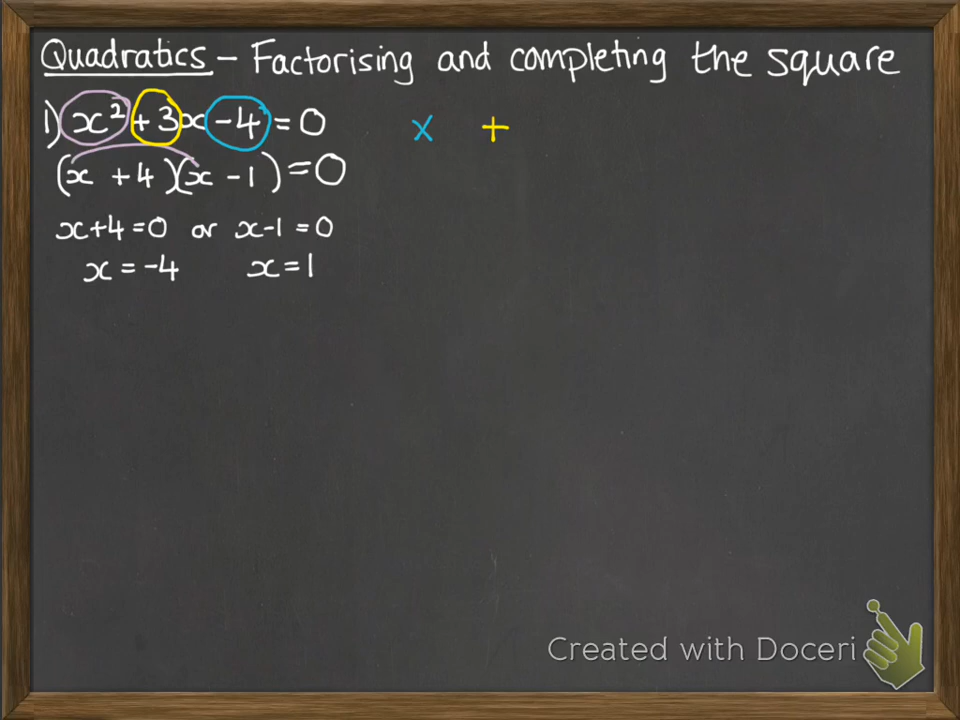 Quadratics – Factorising and completing the square
1) x² + 3x - 4 = 0 x +
(x + 4)(x - 1) = 0
x+4 = 0 or x-1 = 0
x = -4 x = 1
Created with Doceri